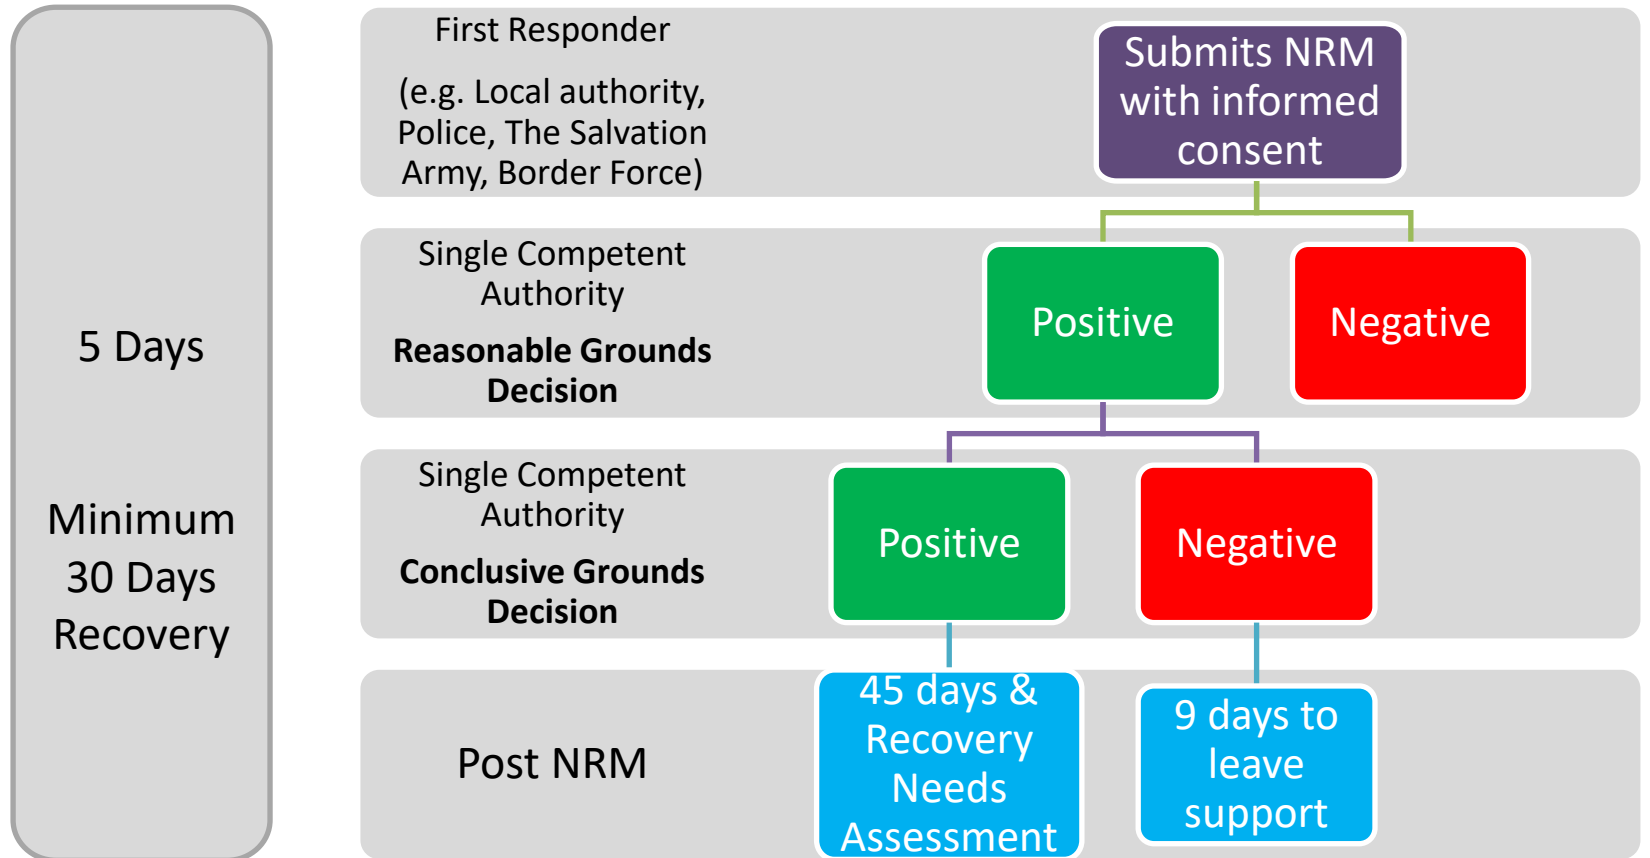 5 Days
Minimum
30 Days
Recovery
First Responder
(e.g. Local authority,
Police, The Salvation
Army, Border Force)
Submits NRM
with informed
consent
Single Competent
Authority
Reasonable Grounds
Decision
Positive
Negative
Single Competent
Authority
Conclusive Grounds
Decision
Positive
Negative
Post NRM
45 days &
Recovery
Needs
Assessment
9 days to
leave
support